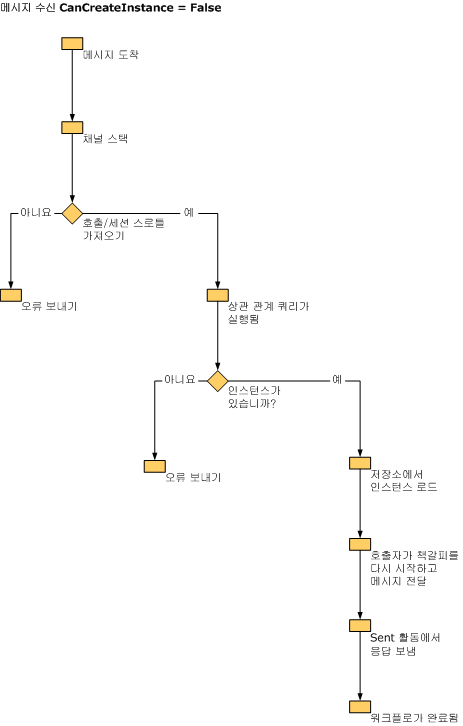 메시지 수신 CanCreateInstance = False
메시지 도착
채널 스택
아니요
예
호출/세션 스로틀
가져오기
오류 보내기
상관 관계 쿼리가
실행됨
아니요
예
인스턴스가
있습니까?
오류 보내기
저장소에서
인스턴스 로드
호출자가 책갈피를
다시 시작하고
메시지 전달
Sent 활동에서
응답 보냄
워크플로가 완료됨